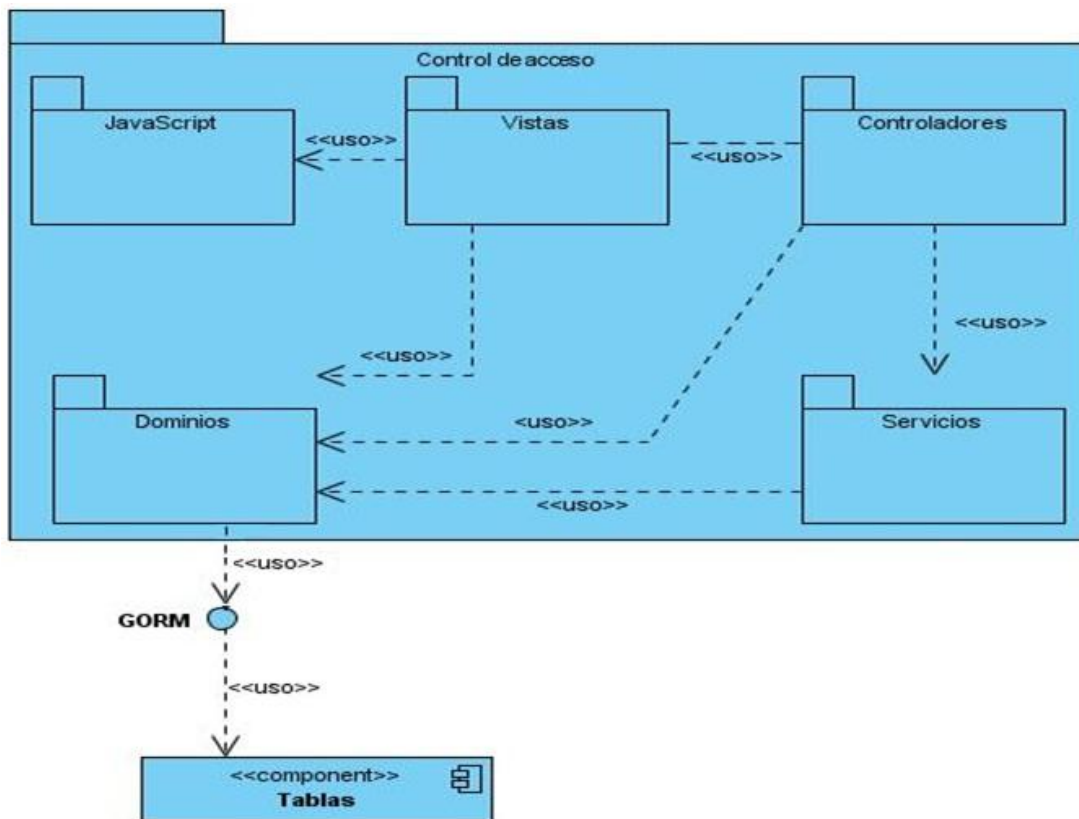 Control de acceso
JavaScript
Vistas
Controladores
<<uso>>
<<uso>>
<<uso>>
<<uso>>
Dominios
<uso>>
Servicios
<<uso>>
<<uso>>
GORM
<<uso>>
<<component>>
Tablas